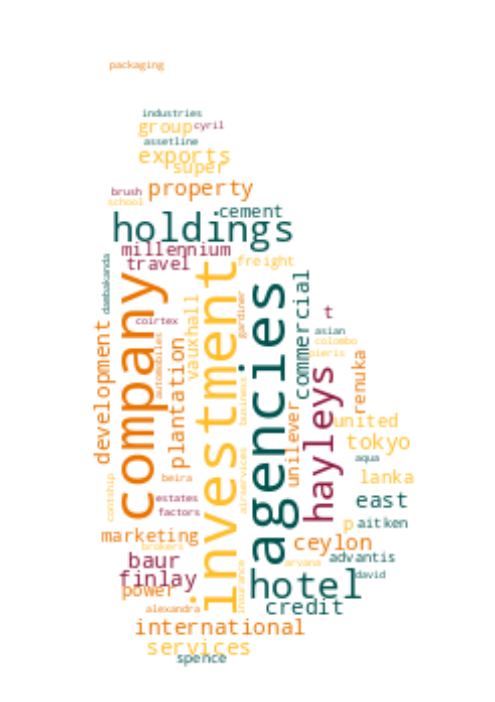 packaging
industries
group
cyril
assetline
exports
super
brush
property
school
cement
holdings
millennium
travel
freight
dambakanda
company
investment
agencies
commercial
gardiner
vauxhall
t
coirtex
asian
colombo
pieris
development
automobiles
plantation
renuka
hayleys
business
unilever
united
tokyo
aqua
beira
lanka
airservices
estates
east
factors
p
aitken
marketing
brokers
ceylon
baur
advantis
arvana
finlay
david
power
hotel
insurance
alexandra
credit
international
services
spence